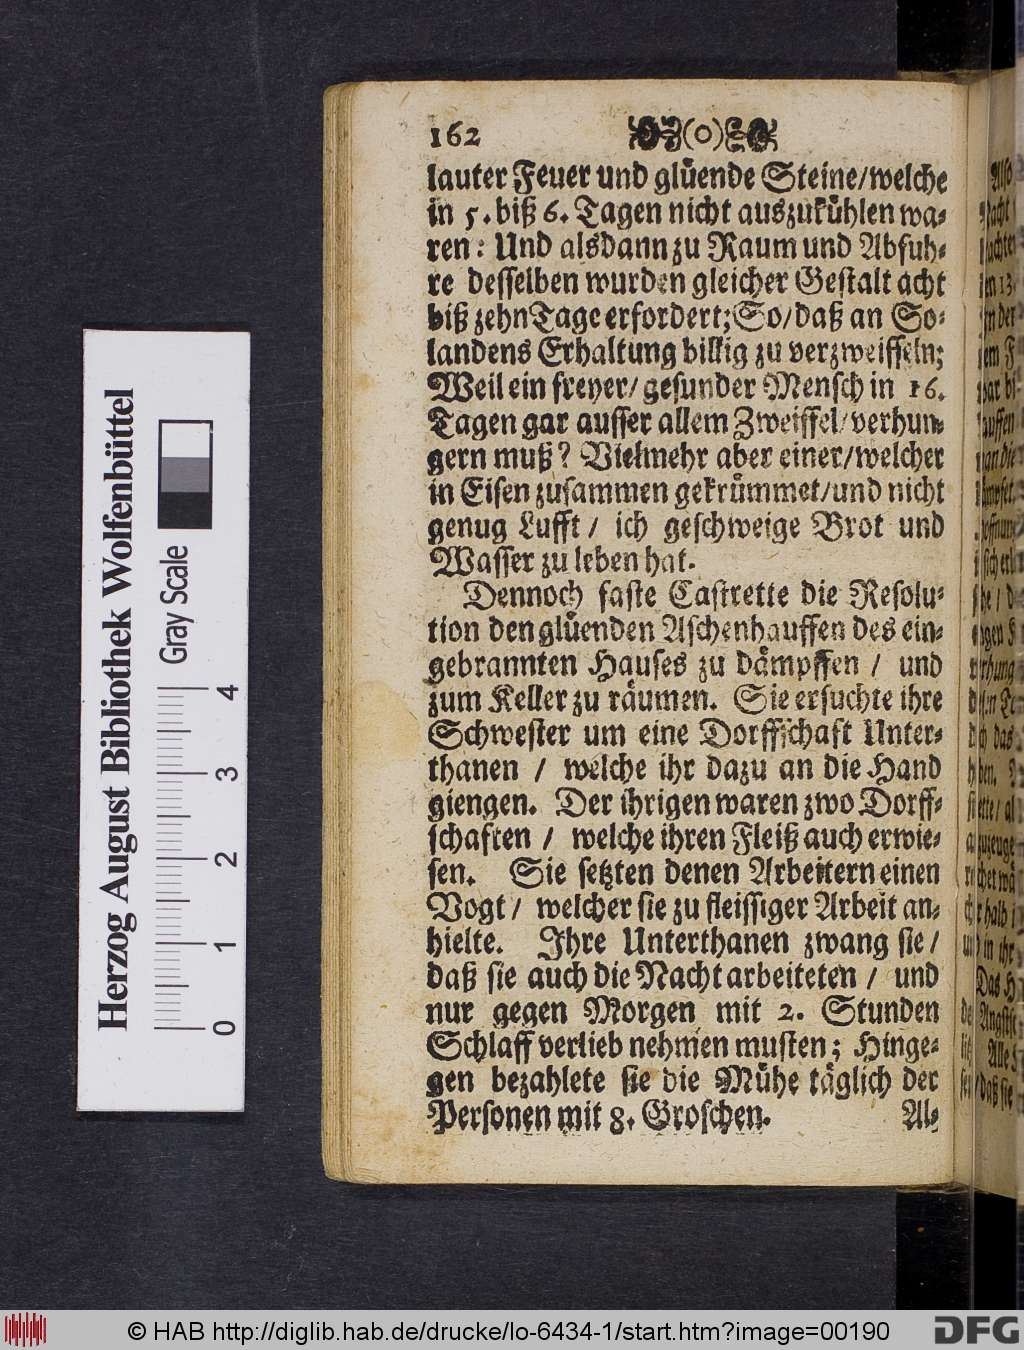 162 (o)
lauter Feuer und glüende Steine/welche
in 5. biß 6. Tagen nicht auszukühlen wa-
ren: Und alsdann zu Raum und Abfuh-
re desselben wurden gleicher Gestalt acht
biß zehn Tage erfordert; So/daß an So-
landens Erhaltung billig zu verzweiffeln;
Weil ein freyer/ gesunder Mensch in 16.
Tagen gar ausser allem Zweiffel/verhun-
gern muß? Vielmehr aber einer/welcher
in Eisen zusammen gekrümmet/und nicht
genug Lufft/ ich geschweige Brot und
Wasser zu leben hat.
Dennoch faste Castrette die Resolu-
tion den glüenden Aschenhauffen des ein-
gebrannten Hauses zu dämpffen / und
zum Keller zu räumen. Sie ersuchte ihre
Schwester um eine Dorffschaft Unter-
thanen / welche ihr dazu an die Hand
giengen. Der ihrigen waren zwo Dorff-
schaften / welche ihren Fleiß auch erwie-
sen. Sie setzten denen Arbeitern einen
Vogt/ welcher sie zu fleissiger Arbeit an-
hielte. Ihre Unterthanen zwang sie/
daß sie auch die Nacht arbeiteten / und
nur gegen Morgen mit 2. Stunden
Schlaff verlieb nehmen musten; Hinge-
gen bezahlete sie die Mühe täglich der
Personen mit 8. Groschen. Al-
Herzog August Bibliothek Wolfenbüttel
Gray Scale
0 1 2 3 4
© HAB http://diglib.hab.de/drucke/lo-6434-1/start.htm?image=00190
DFG